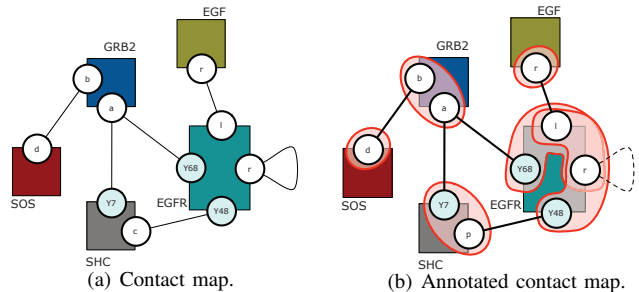 EGF
GRB2
r
b
a
l
d
Y68
r
SOS
Y7
EGFR
Y48
c
SHC
(a) Contact map.
EGF
GRB2
r
b
a
l
d
Y68
r
SOS
Y7
EGFR
Y48
p
SHC
(b) Annotated contact map.